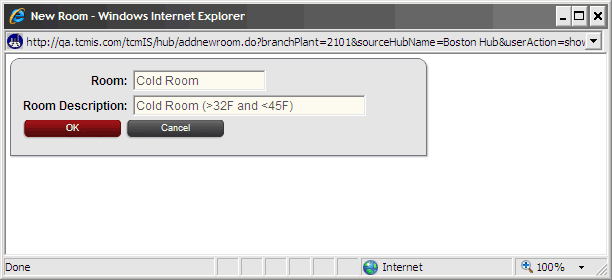 New Room - Windows Internet Explorer
http://qa.tcmis.com/tcmIS/hub/addnewroom.do?branchPlant=2101&sourceHubName=Boston Hub&userAction=show
Room: Cold Room
Room Description: Cold Room (>32F and <45F)
OK Cancel
Done Internet 100%